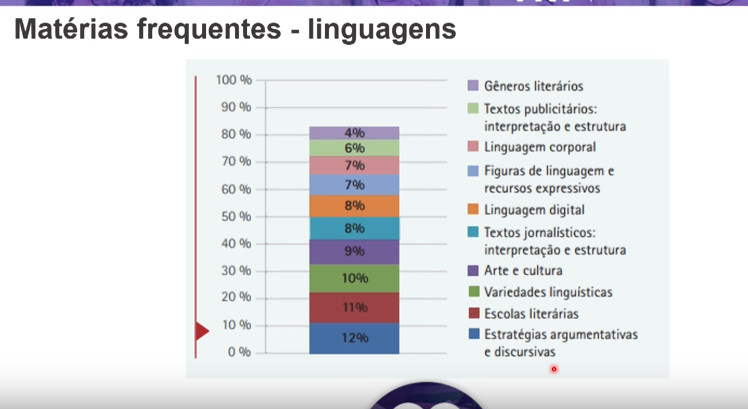 Matérias frequentes - linguagens
100 %
90 %
80 %
70 %
60 %
50 %
40 %
30 %
20 %
10 %
0 %
4%
6%
7%
7%
8%
8%
9%
10%
11%
12%
Gêneros literários
Textos publicitários:
interpretação e estrutura
Linguagem corporal
Figuras de linguagem e
recursos expressivos
Linguagem digital
Textos jornalísticos:
interpretação e estrutura
Arte e cultura
Variedades linguísticas
Escolas literárias
Estratégias argumentativas
e discursivas